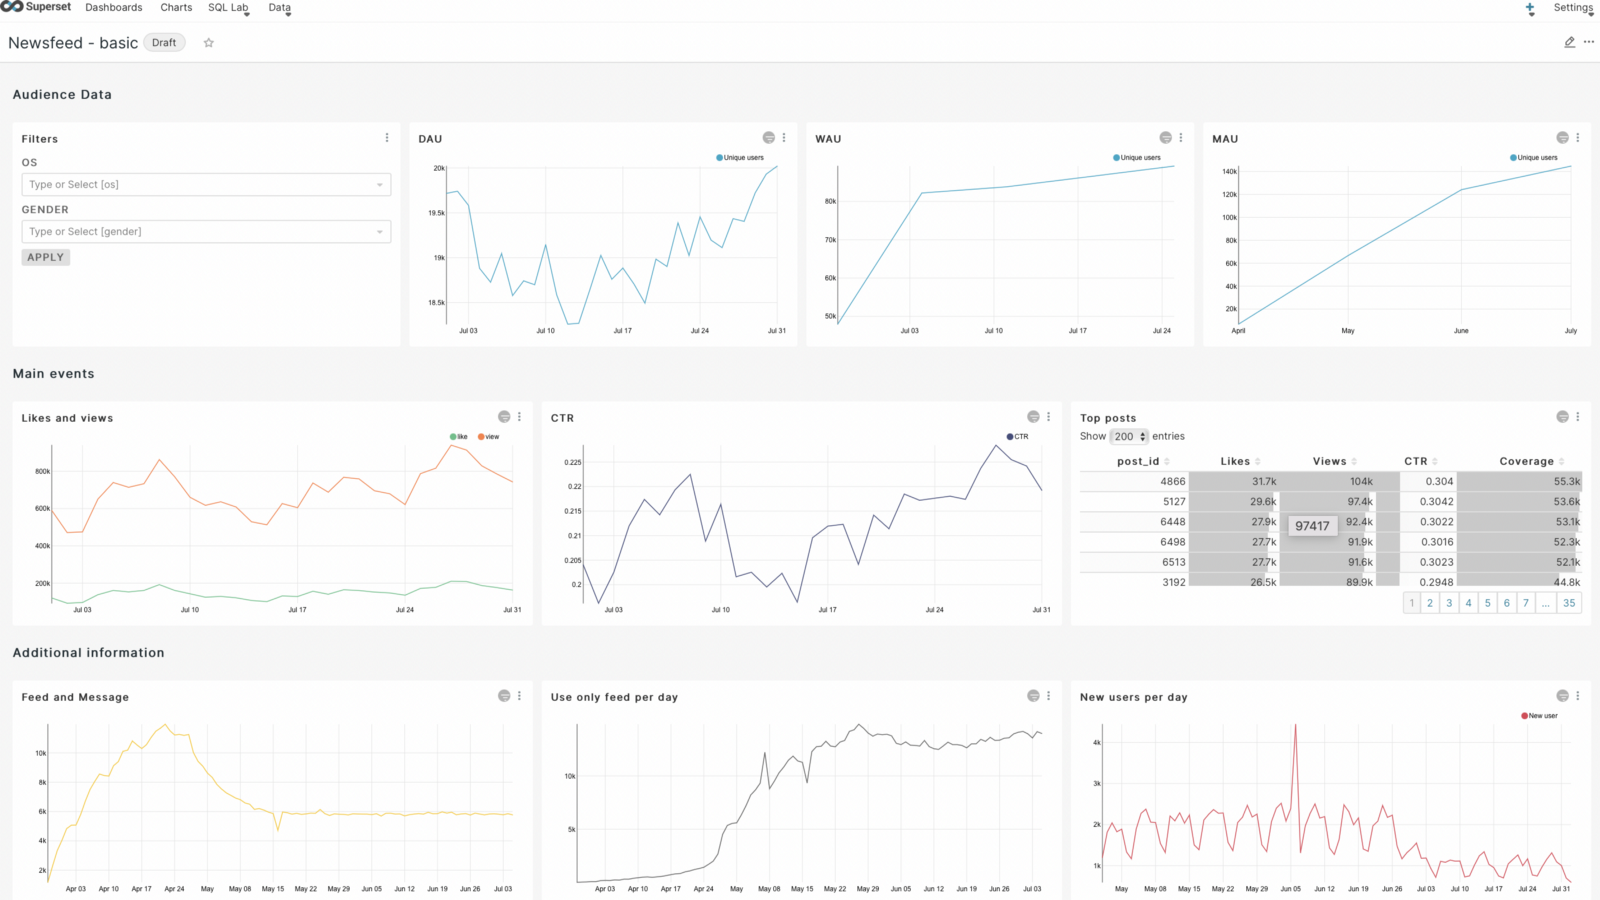 Superset Dashboards Charts SQL Lab Data Settings
Newsfeed - basic Draft
Audience Data
Filters
OS
Type or Select [os]
GENDER
Type or Select [gender]
APPLY
DAU
Unique users
20k
19.5k
19k
18.5k
Jul 03 Jul 10 Jul 17 Jul 24 Jul 31
WAU
Unique users
80k
70k
60k
50k
Jul 03 Jul 10 Jul 17 Jul 24
MAU
Unique users
140k
120k
100k
80k
60k
40k
20k
April May June July
Main events
Likes and views
like view
800k
600k
400k
200k
Jul 03 Jul 10 Jul 17 Jul 24 Jul 31
CTR
CTR
0.225
0.22
0.215
0.21
0.205
0.2
Jul 03 Jul 10 Jul 17 Jul 24 Jul 31
Top posts
Show 200 entries
post_id Likes Views CTR Coverage
4866 31.7k 104k 0.304 55.3k
5127 29.6k 97.4k 0.3042 53.6k
6448 27.9k 92.4k 0.3022 53.1k
97417
6498 27.7k 91.9k 0.3016 52.3k
6513 27.7k 91.6k 0.3023 52.1k
3192 26.5k 89.9k 0.2948 44.8k
1 2 3 4 5 6 7 ... 35
Additional information
Feed and Message
10k
8k
6k
4k
2k
Apr 03 Apr 10 Apr 17 Apr 24 May May 08 May 15 May 22 May 29 Jun 05 Jun 12 Jun 19 Jun 26 Jul 03
Use only feed per day
10k
5k
Apr 03 Apr 10 Apr 17 Apr 24 May May 08 May 15 May 22 May 29 Jun 05 Jun 12 Jun 19 Jun 26 Jul 03
New users per day
New user
4k
3k
2k
1k
May May 08 May 15 May 22 May 29 Jun 05 Jun 12 Jun 19 Jun 26 Jul 03 Jul 10 Jul 17 Jul 24 Jul 31